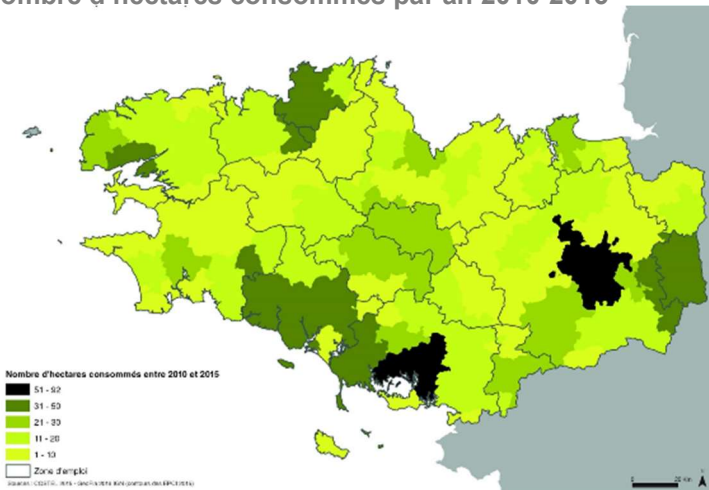 ombre d'hectares consommés par an 2010-2015
Nombre d'hectares consommés entre 2010 et 2015
51 - 92
31 - 50
21 - 30
11 - 20
1 - 10
Zone d'emploi
20 Km